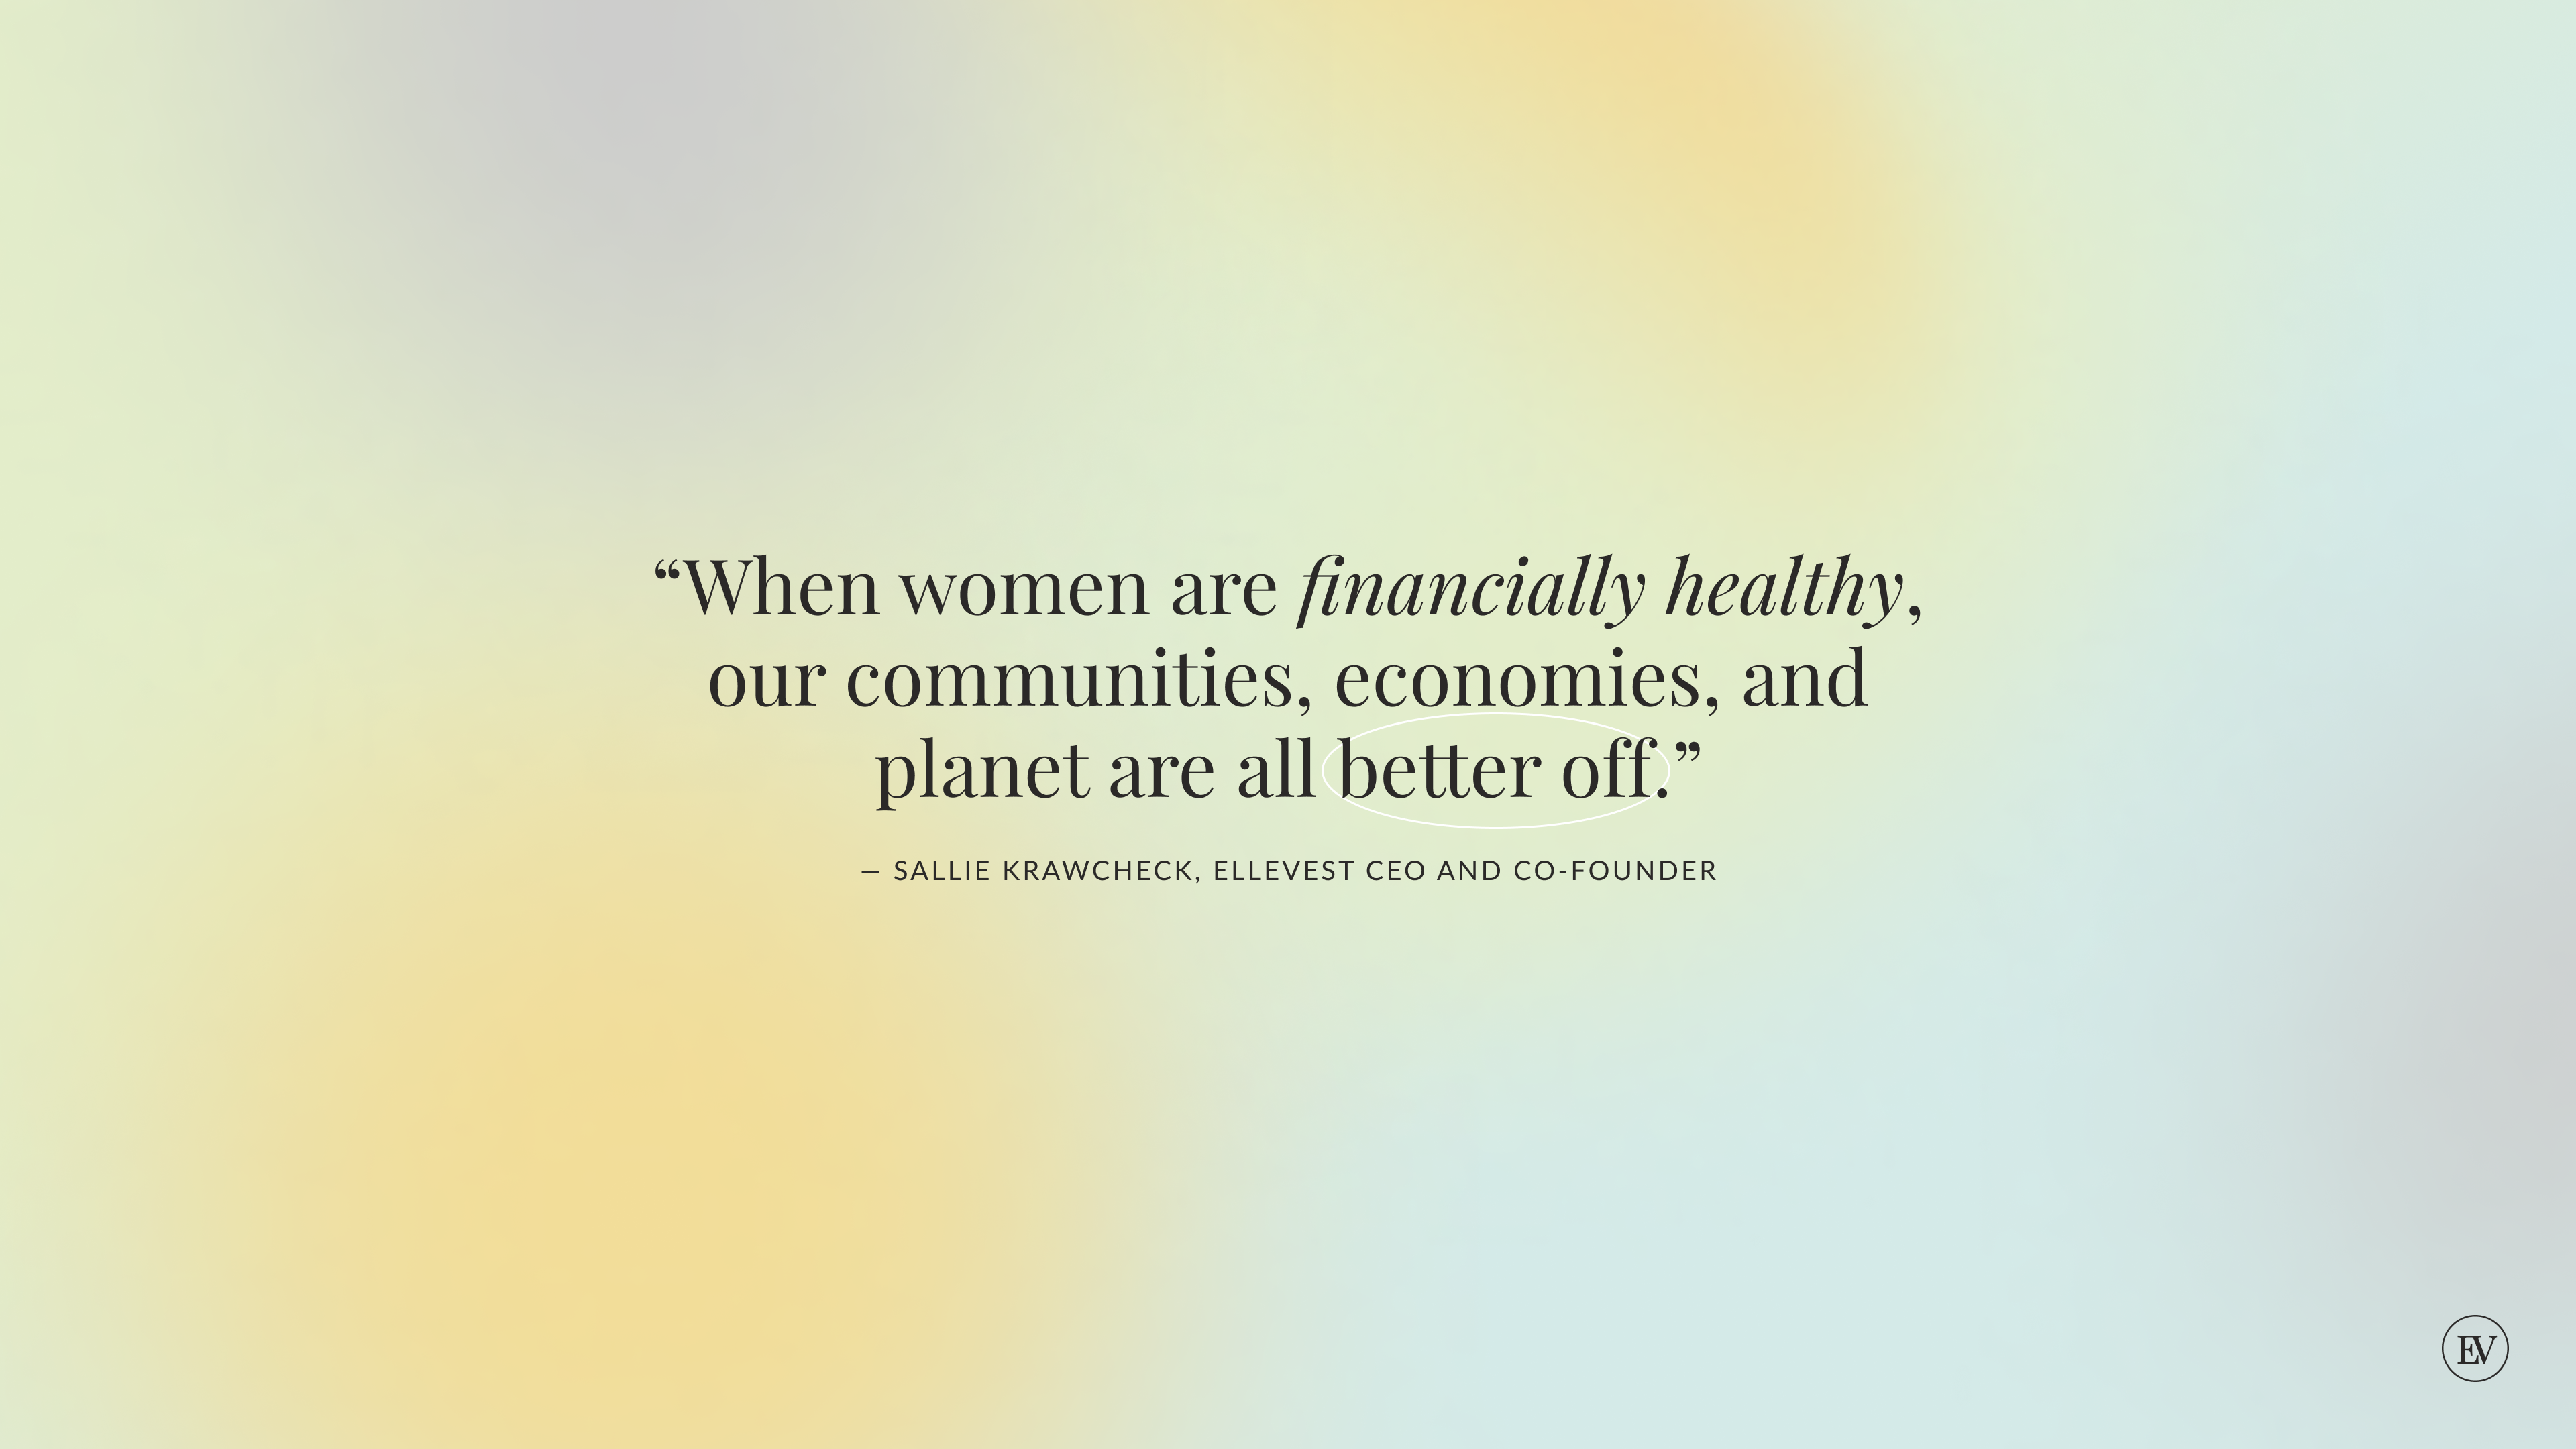 “When women are financially healthy,
our communities, economies, and
planet are all better off.”
— SALLIE KRAWCHECK, ELLEVEST CEO AND CO-FOUNDER
EV